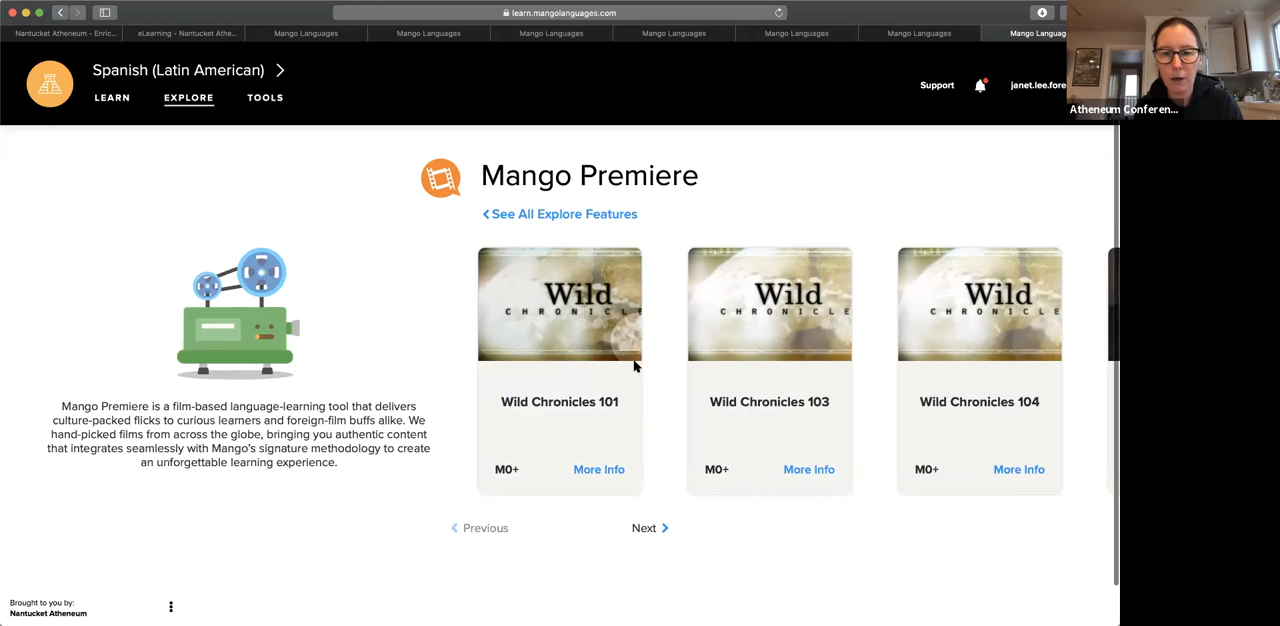 learn.mangolanguages.com
Nantucket Atheneum - Enric...
eLearning - Nantucket Athe...
Mango Languages
Mango Languages
Mango Languages
Mango Languages
Mango Languages
Mango Languages
Mango Languag
Spanish (Latin American)
LEARN
EXPLORE
TOOLS
Support
janet.lee.fore
Atheneum Conferen...
Mango Premiere
See All Explore Features
Wild
CHRONICLE
Wild
CHRONICLE
Wild
CHRONICLE
Wild Chronicles 101
Wild Chronicles 103
Wild Chronicles 104
M0+
More Info
M0+
More Info
M0+
More Info
Mango Premiere is a film-based language-learning tool that delivers
culture-packed flicks to curious learners and foreign-film buffs alike. We
hand-picked films from across the globe, bringing you authentic content
that integrates seamlessly with Mango's signature methodology to create
an unforgettable learning experience.
Previous
Next
Brought to you by:
Nantucket Atheneum